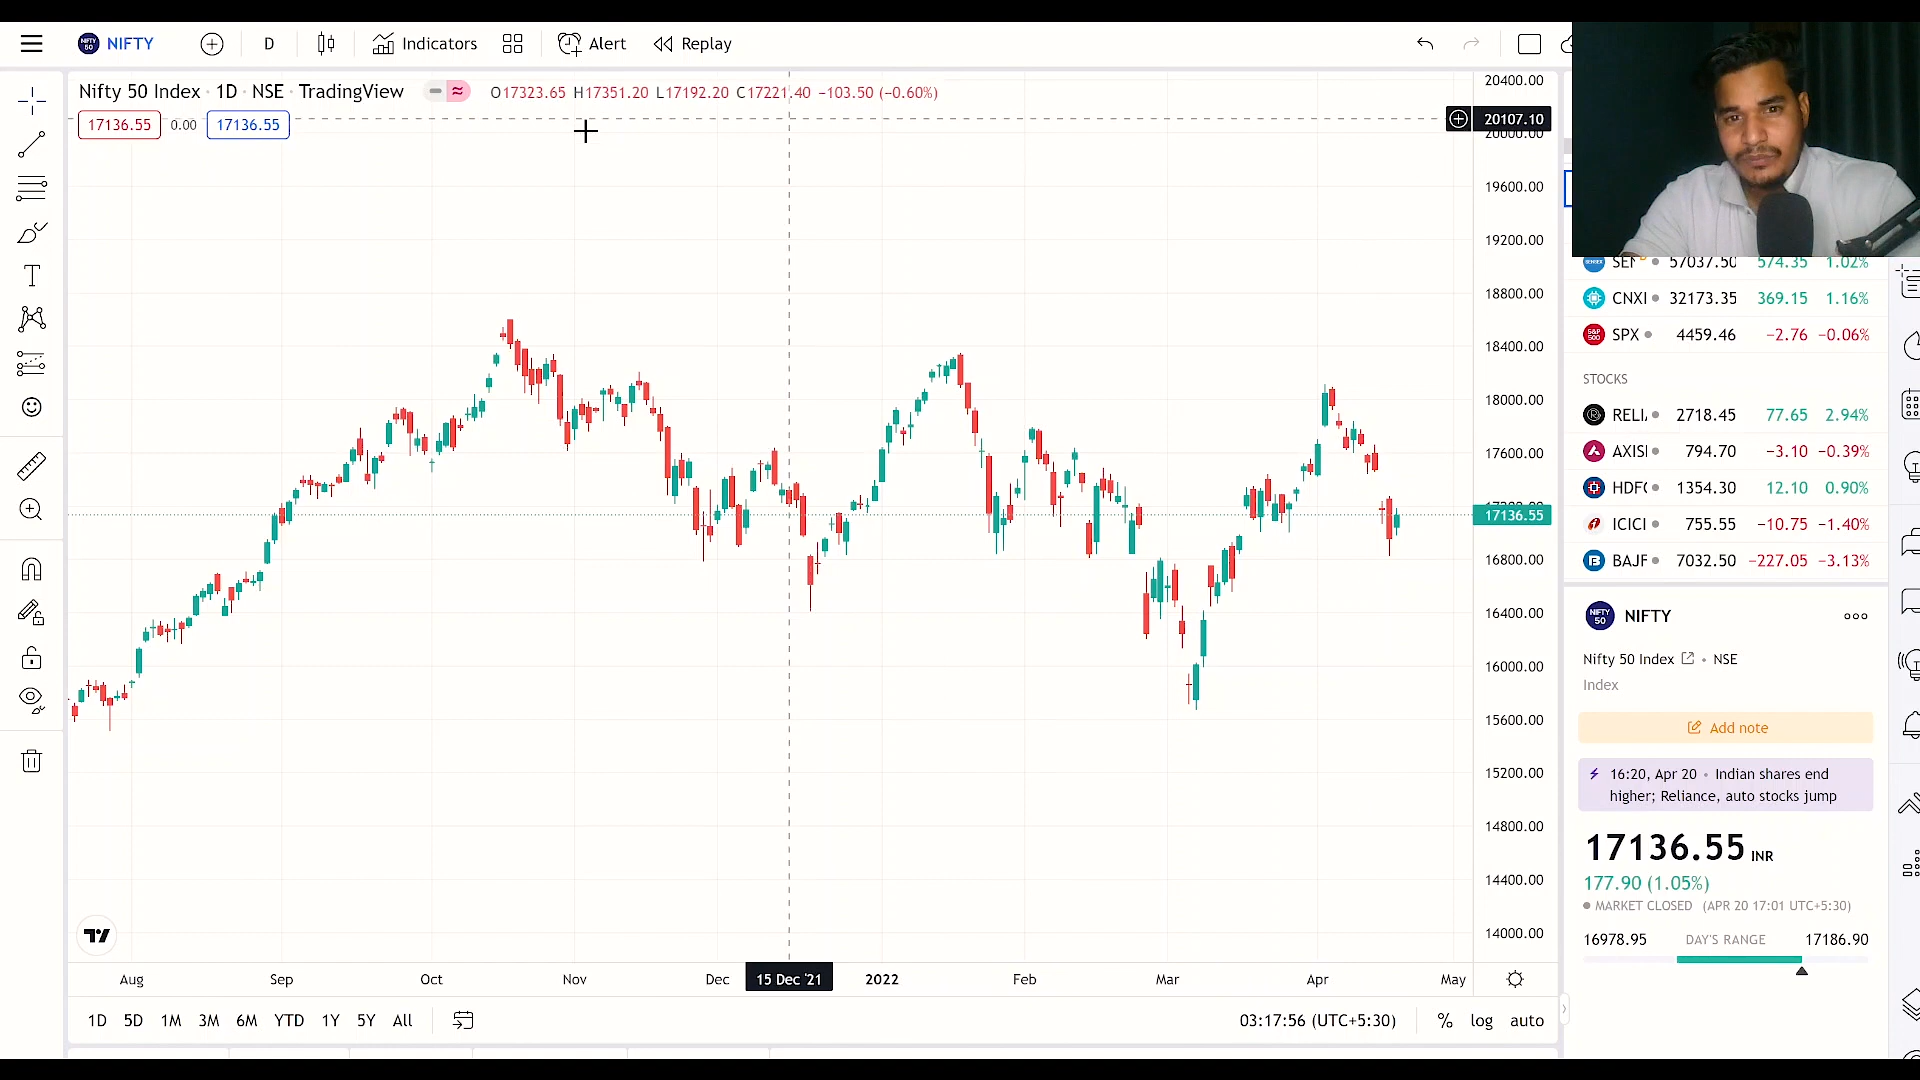 NIFTY
D
Indicators
Alert
Replay
Nifty 50 Index · 1D · NSE · TradingView
O17323.65 H17351.20 L17192.20 C17221.40 −103.50 (−0.60%)
17136.55 0.00 17136.55
20400.00
20107.10
20000.00
19600.00
19200.00
18800.00
18400.00
18000.00
17600.00
17200.00
17136.55
16800.00
16400.00
16000.00
15600.00
15200.00
14800.00
14400.00
14000.00
Aug Sep Oct Nov Dec 15 Dec '21 2022 Feb Mar Apr May
1D 5D 1M 3M 6M YTD 1Y 5Y All
03:17:56 (UTC+5:30) % log auto
57037.50 574.35 1.02%
CNXI 32173.35 369.15 1.16%
SPX 4459.46 −2.76 −0.06%
STOCKS
RELI 2718.45 77.65 2.94%
AXISI 794.70 −3.10 −0.39%
HDFC 1354.30 12.10 0.90%
ICICI 755.55 −10.75 −1.40%
BAJF 7032.50 −227.05 −3.13%
NIFTY 50
NIFTY
Nifty 50 Index • NSE
Index
Add note
16:20, Apr 20 • Indian shares end
higher; Reliance, auto stocks jump
17136.55 INR
177.90 (1.05%)
MARKET CLOSED (APR 20 17:01 UTC+5:30)
16978.95 DAY'S RANGE 17186.90